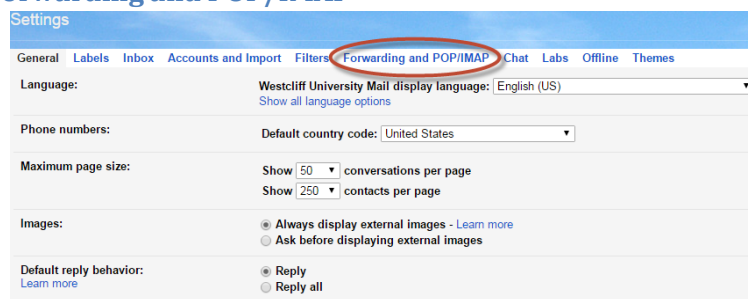 Settings
General Labels Inbox Accounts and Import Filters Forwarding and POP/IMAP Chat Labs Offline Themes
Language: Westcliff University Mail display language: English (US)
Show all language options
Phone numbers: Default country code: United States
Maximum page size: Show 50 conversations per page
Show 250 contacts per page
Images: Always display external images - Learn more
Ask before displaying external images
Default reply behavior: Reply
Learn more Reply all